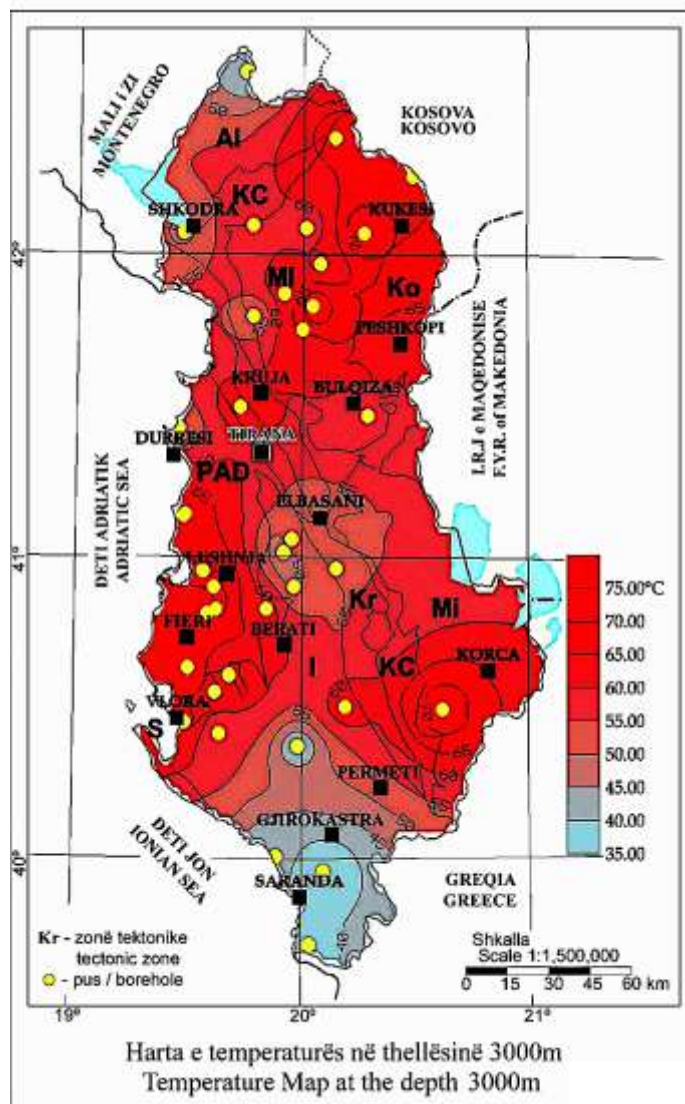 MALI i ZI
MONTENEGRO
KOSOVA
KOSOVO
Al
KC
SHKODRA
KUKESI
42°
MI
Ko
PESHKOPI
KRUJA
BULQIZA
I.R.J e MAQEDONISE
F.Y.R. of MAKEDONIA
DURRESI
TIRANA
PAD
DETI ADRIATIK
ADRIATIC SEA
ELBASANI
41°
LUSHNJA
Kr
Mi
FIERI
BERATI
I
KC
KORCA
VLORA
S
PERMETI
GJIROKASTRA
DETI JON
IONIAN SEA
40°
SARANDA
GREQIA
GREECE
75.00°C
70.00
65.00
60.00
55.00
50.00
45.00
40.00
35.00
Kr - zonë tektonike
tectonic zone
- pus / borehole
Shkalla
Scale 1:1,500,000
0 15 30 45 60 km
19° 20° 21°
Harta e temperaturës në thellësinë 3000m
Temperature Map at the depth 3000m